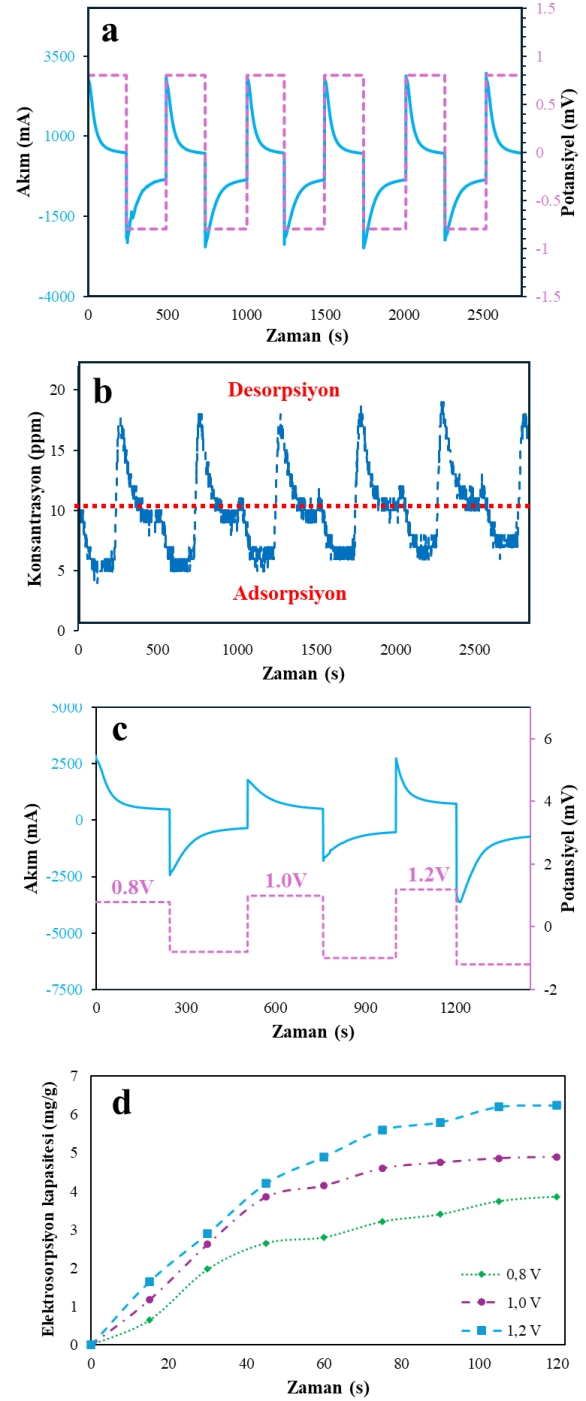 a
Akım (mA)
3500
1000
-1500
-4000
1.5
1
0.5
0
-0.5
-1
-1.5
Potansiyel (mV)
0 500 1000 1500 2000 2500
Zaman (s)
b
Konsantrasyon (ppm)
20
15
10
5
0
Desorpsiyon
Adsorpsiyon
0 500 1000 1500 2000 2500
Zaman (s)
c
Akım (mA)
5000
2500
0
-2500
-5000
-7500
0.8V 1.0V 1.2V
6
4
2
0
-2
Potansiyel (mV)
0 300 600 900 1200
Zaman (s)
d
Elektrosorpsiyon kapasitesi (mg/g)
7
6
5
4
3
2
1
0
0,8 V
1,0 V
1,2 V
0 20 40 60 80 100 120
Zaman (s)